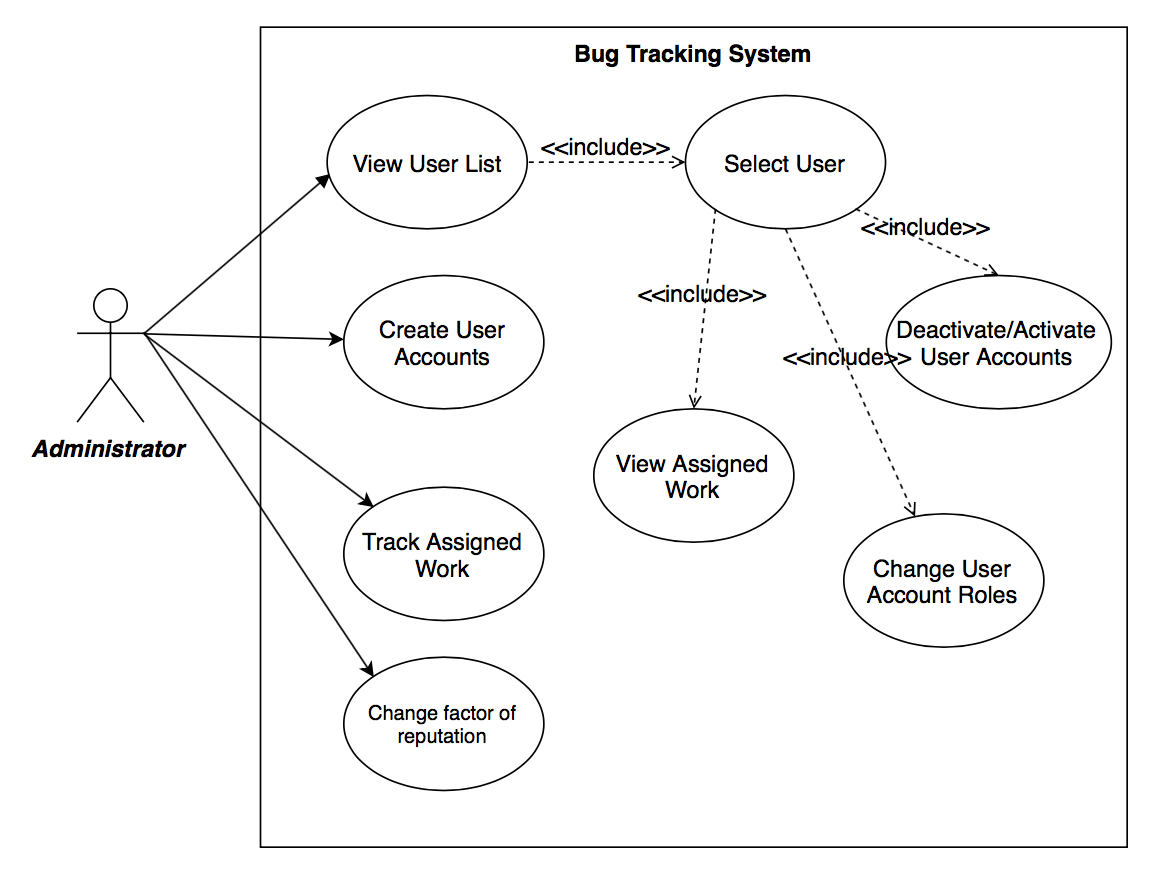 Bug Tracking System
View User List
<<include>>
Select User
<<include>>
<<include>>
Create User
Accounts
Deactivate/Activate
User Accounts
<<include>>
Administrator
View Assigned
Work
Track Assigned
Work
Change User
Account Roles
Change factor of
reputation